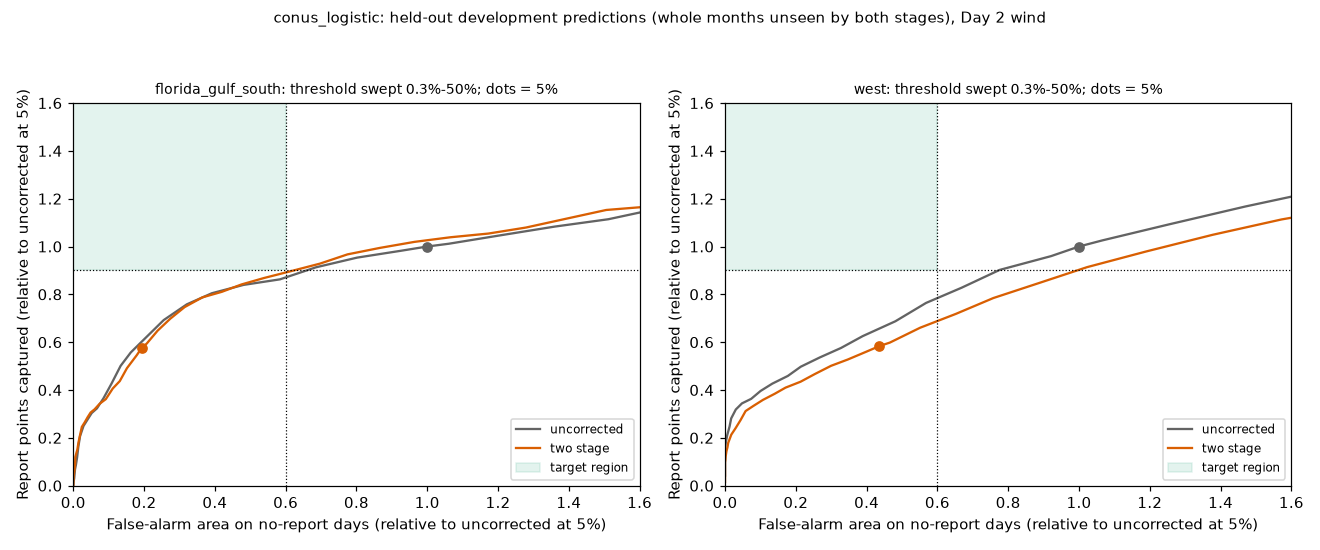 conus_logistic: held-out development predictions (whole months unseen by both stages), Day 2 wind
florida_gulf_south: threshold swept 0.3%-50%; dots = 5%
Report points captured (relative to uncorrected at 5%)
1.6
1.4
1.2
1.0
0.8
0.6
0.4
0.2
0.0
0.0 0.2 0.4 0.6 0.8 1.0 1.2 1.4 1.6
False-alarm area on no-report days (relative to uncorrected at 5%)
uncorrected
two stage
target region
west: threshold swept 0.3%-50%; dots = 5%
Report points captured (relative to uncorrected at 5%)
1.6
1.4
1.2
1.0
0.8
0.6
0.4
0.2
0.0
0.0 0.2 0.4 0.6 0.8 1.0 1.2 1.4 1.6
False-alarm area on no-report days (relative to uncorrected at 5%)
uncorrected
two stage
target region